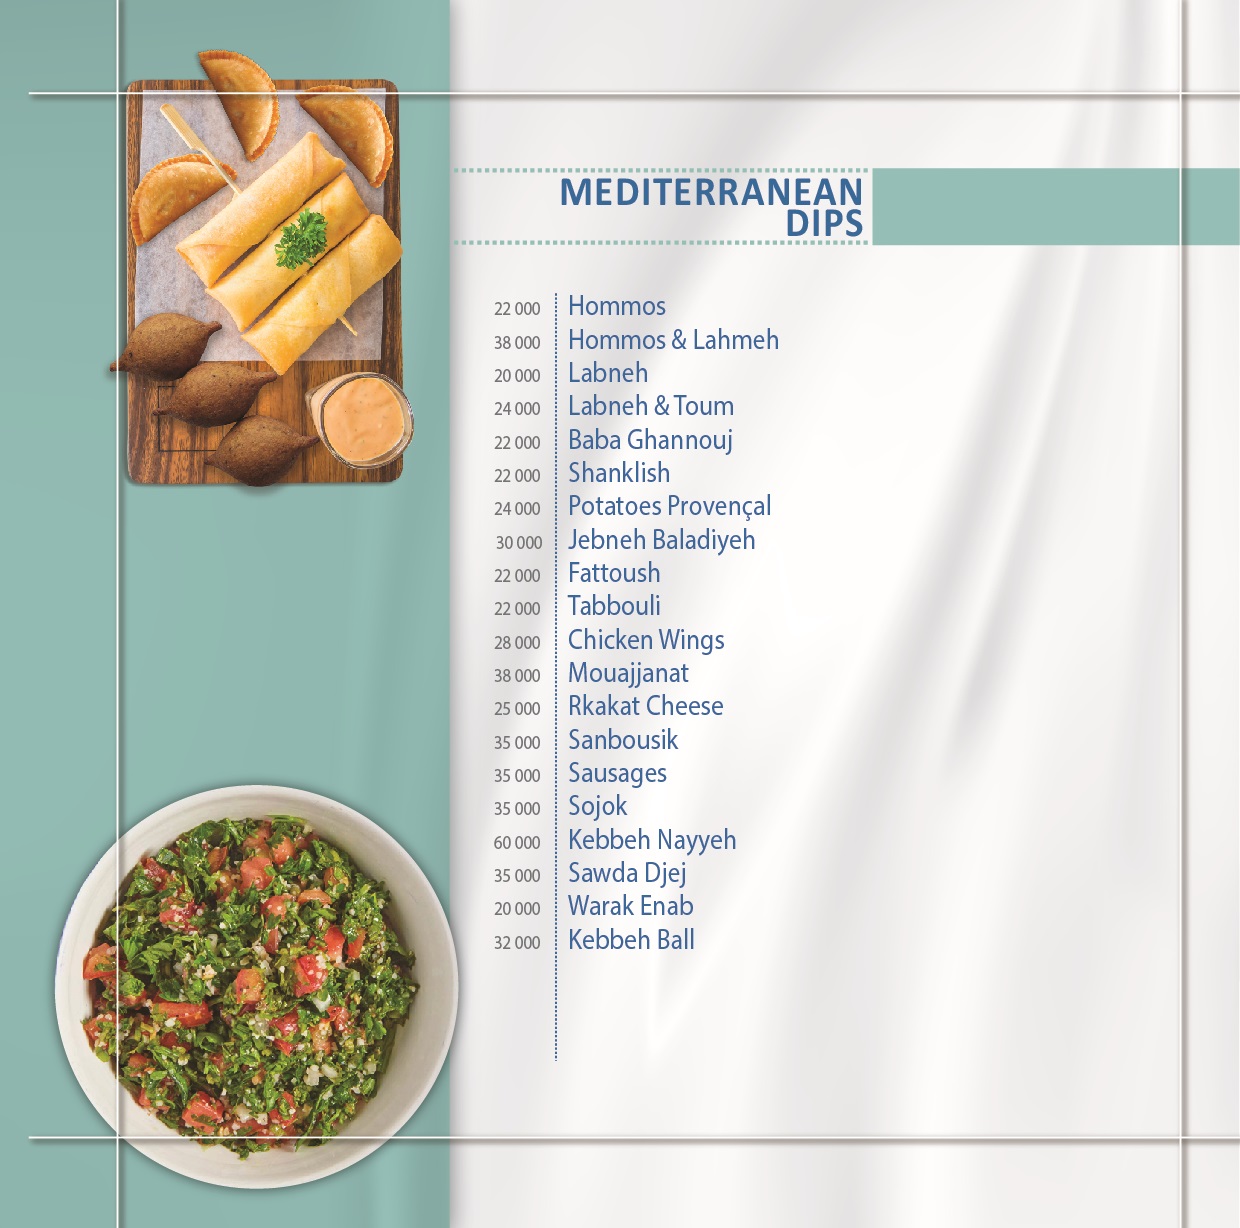 MEDITERRANEAN
DIPS
22 000 Hommos
38 000 Hommos & Lahmeh
20 000 Labneh
24 000 Labneh & Toum
22 000 Baba Ghannouj
22 000 Shanklish
24 000 Potatoes Provençal
30 000 Jebneh Baladiyeh
22 000 Fattoush
22 000 Tabbouli
28 000 Chicken Wings
38 000 Mouajjanat
25 000 Rkakat Cheese
35 000 Sanbousik
35 000 Sausages
35 000 Sojok
60 000 Kebbeh Nayyeh
35 000 Sawda Djej
20 000 Warak Enab
32 000 Kebbeh Ball